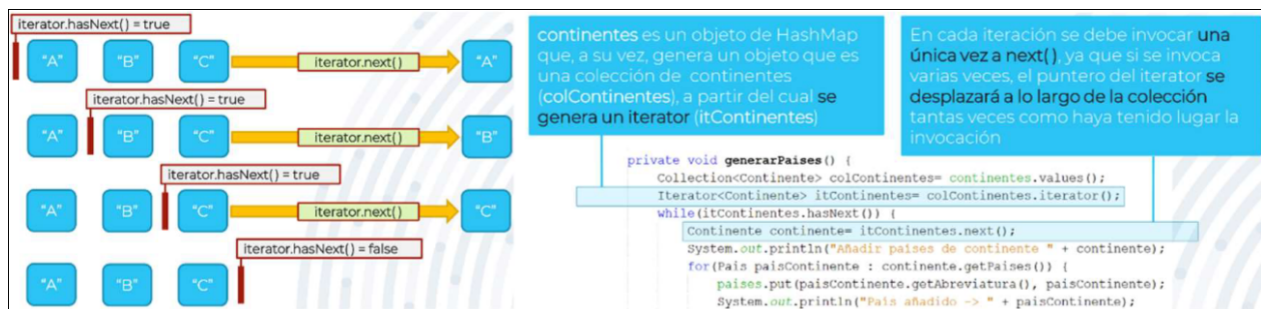 iterator.hasNext() = true
"A" "B" "C" iterator.next() "A"
iterator.hasNext() = true
"A" "B" "C" iterator.next() "B"
iterator.hasNext() = true
"A" "B" "C" iterator.next() "C"
iterator.hasNext() = false
"A" "B" "C"
continentes es un objeto de HashMap
que, a su vez, genera un objeto que es
una colección de continentes
(colContinentes), a partir del cual se
genera un iterator (itContinentes)
En cada iteración se debe invocar una
única vez a next(), ya que si se invoca
varias veces, el puntero del iterator se
desplazará a lo largo de la colección
tantas veces como haya tenido lugar la
invocación
private void generarPaises() {
Collection<Continente> colContinentes= continentes.values();
Iterator<Continente> itContinentes= colContinentes.iterator();
while(itContinentes.hasNext()) {
Continente continente= itContinentes.next();
System.out.println("Añadir paises de continente " + continente);
for(Pais paisContinente : continente.getPaises()) {
paises.put(paisContinente.getAbreviatura(), paisContinente);
System.out.println("Pais añadido -> " + paisContinente);